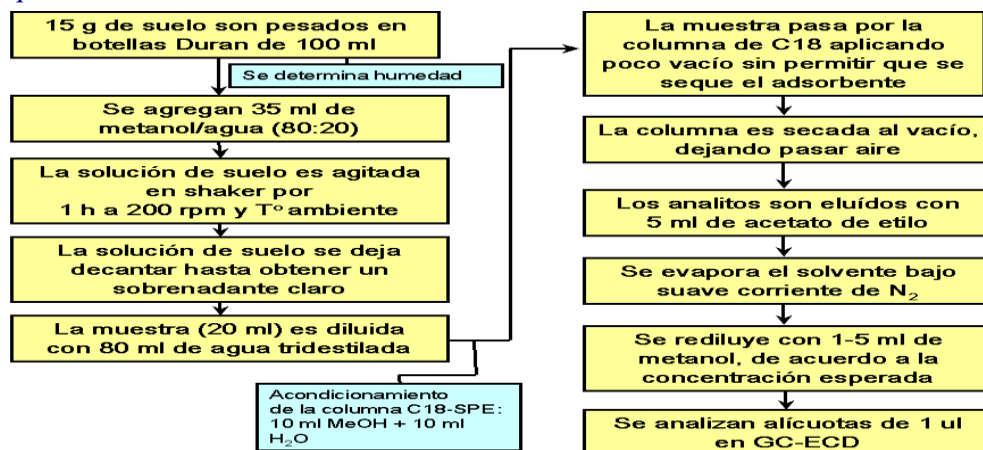 15 g de suelo son pesados en
botellas Duran de 100 ml
Se determina humedad
Se agregan 35 ml de
metanol/agua (80:20)
La solución de suelo es agitada
en shaker por
1 h a 200 rpm y Tº ambiente
La solución de suelo se deja
decantar hasta obtener un
sobrenadante claro
La muestra (20 ml) es diluida
con 80 ml de agua tridestilada
Acondicionamiento
de la columna C18-SPE:
10 ml MeOH + 10 ml
H₂O
La muestra pasa por la
columna de C18 aplicando
poco vacío sin permitir que se
seque el adsorbente
La columna es secada al vacío,
dejando pasar aire
Los analitos son eluídos con
5 ml de acetato de etilo
Se evapora el solvente bajo
suave corriente de N₂
Se rediluye con 1-5 ml de
metanol, de acuerdo a la
concentración esperada
Se analizan alícuotas de 1 ul
en GC-ECD